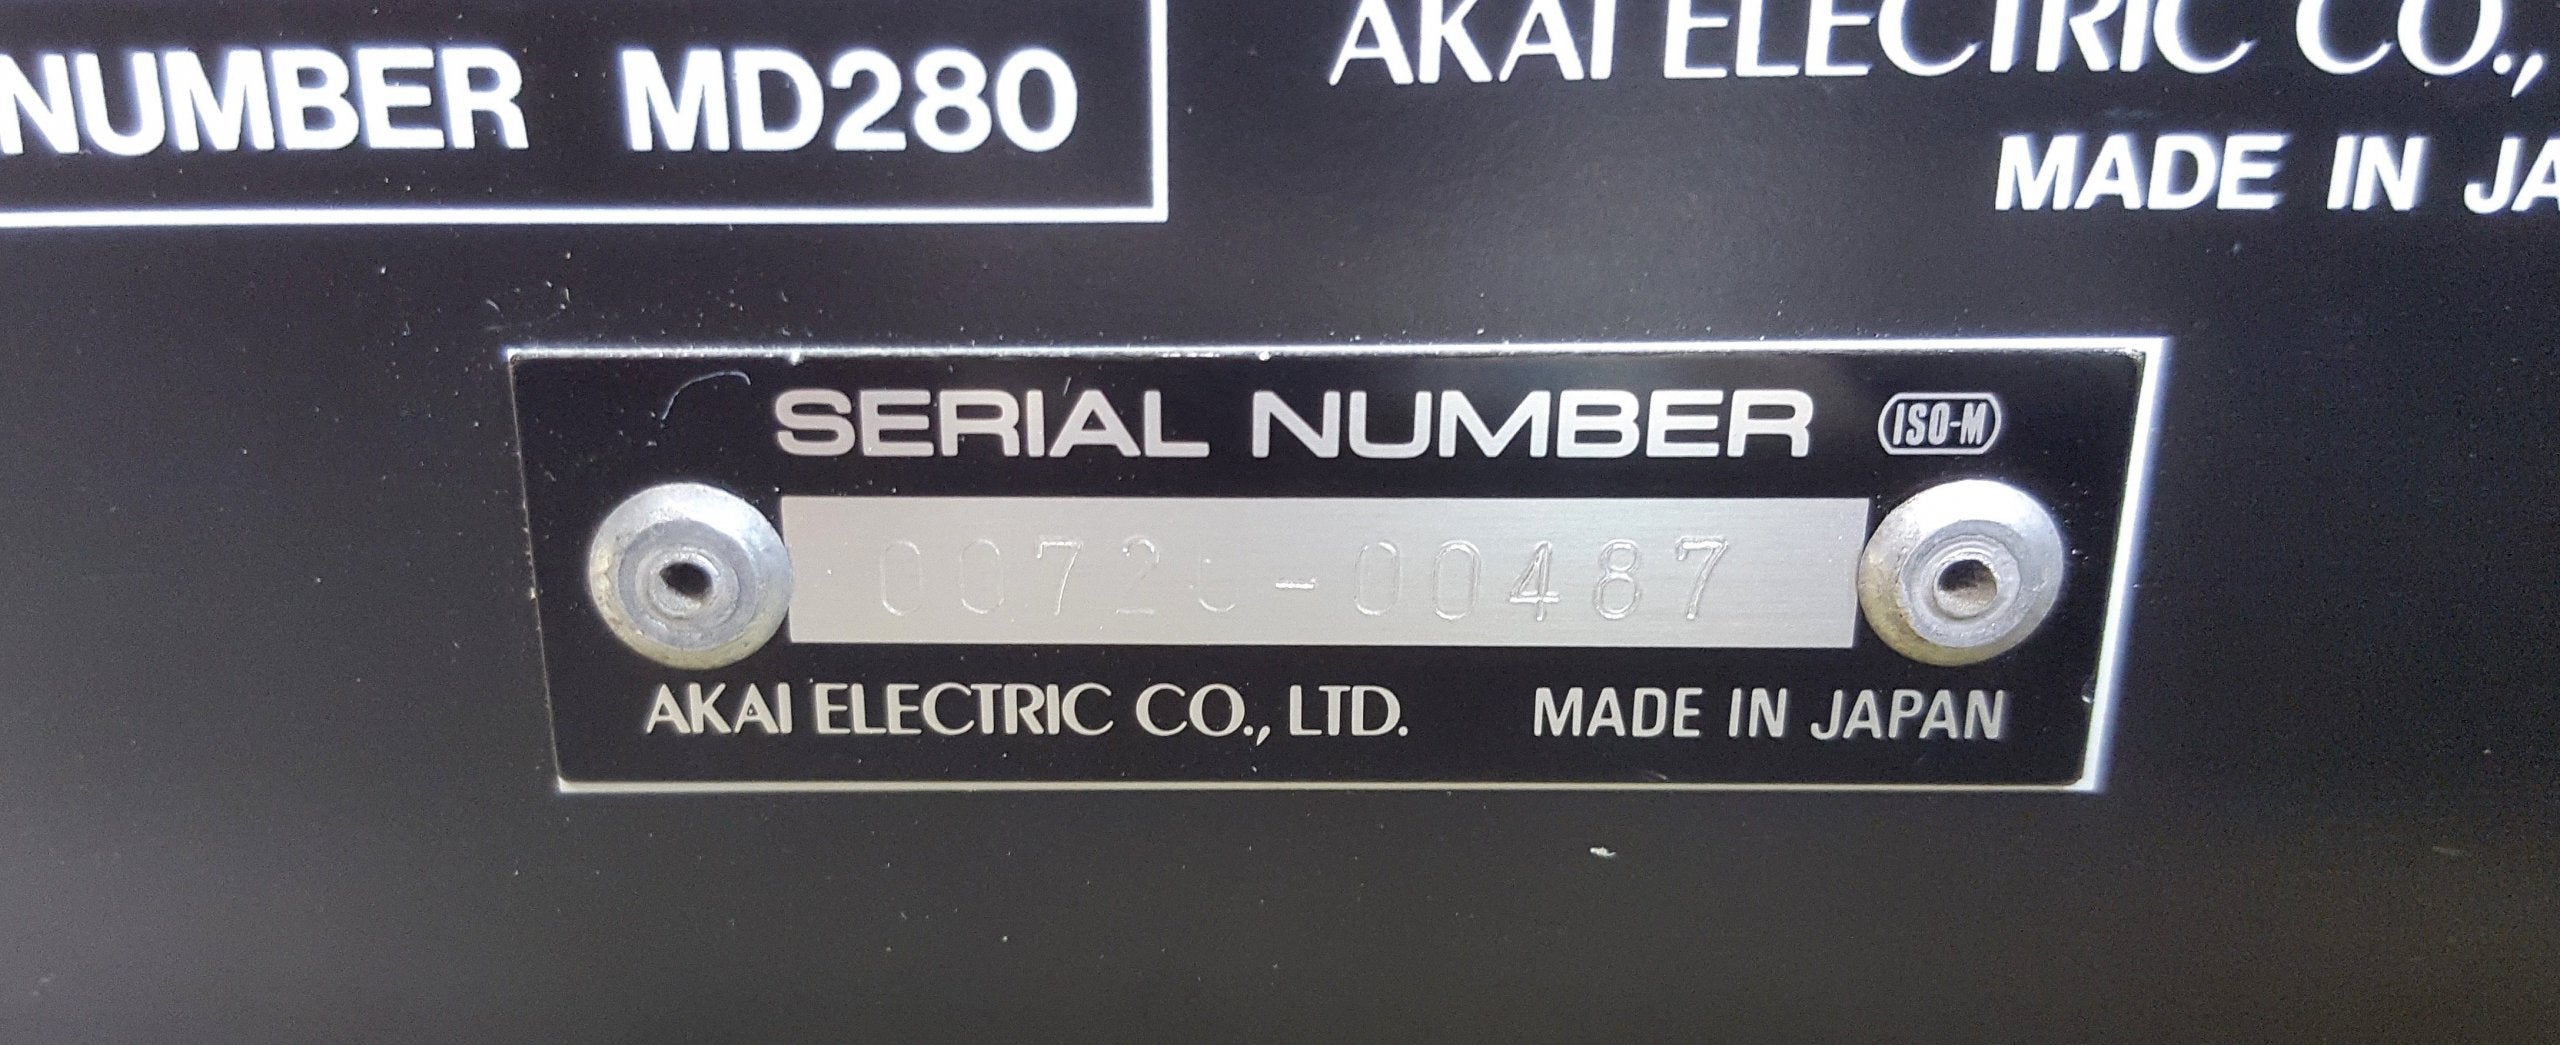 NUMBER MD280
AKAI ELECTRIC CO.,
MADE IN JA
SERIAL NUMBER ISO-M
AKAI ELECTRIC CO., LTD. MADE IN JAPAN